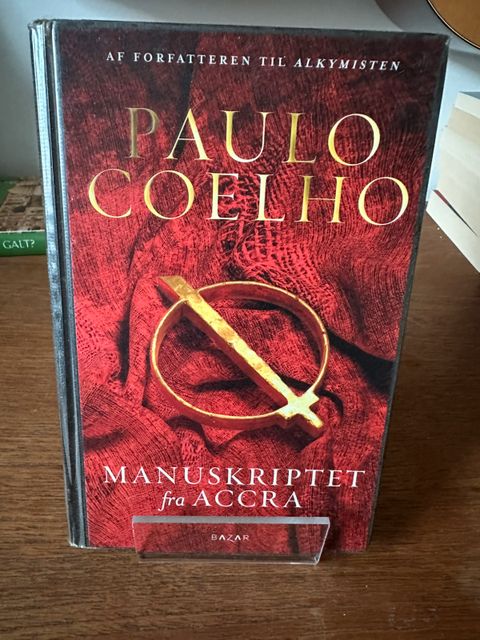 AF FORFATTEREN TIL ALKYMISTEN
PAULO
COELHO
MANUSKRIPTET
fra ACCRA
BAZAR
GALT?